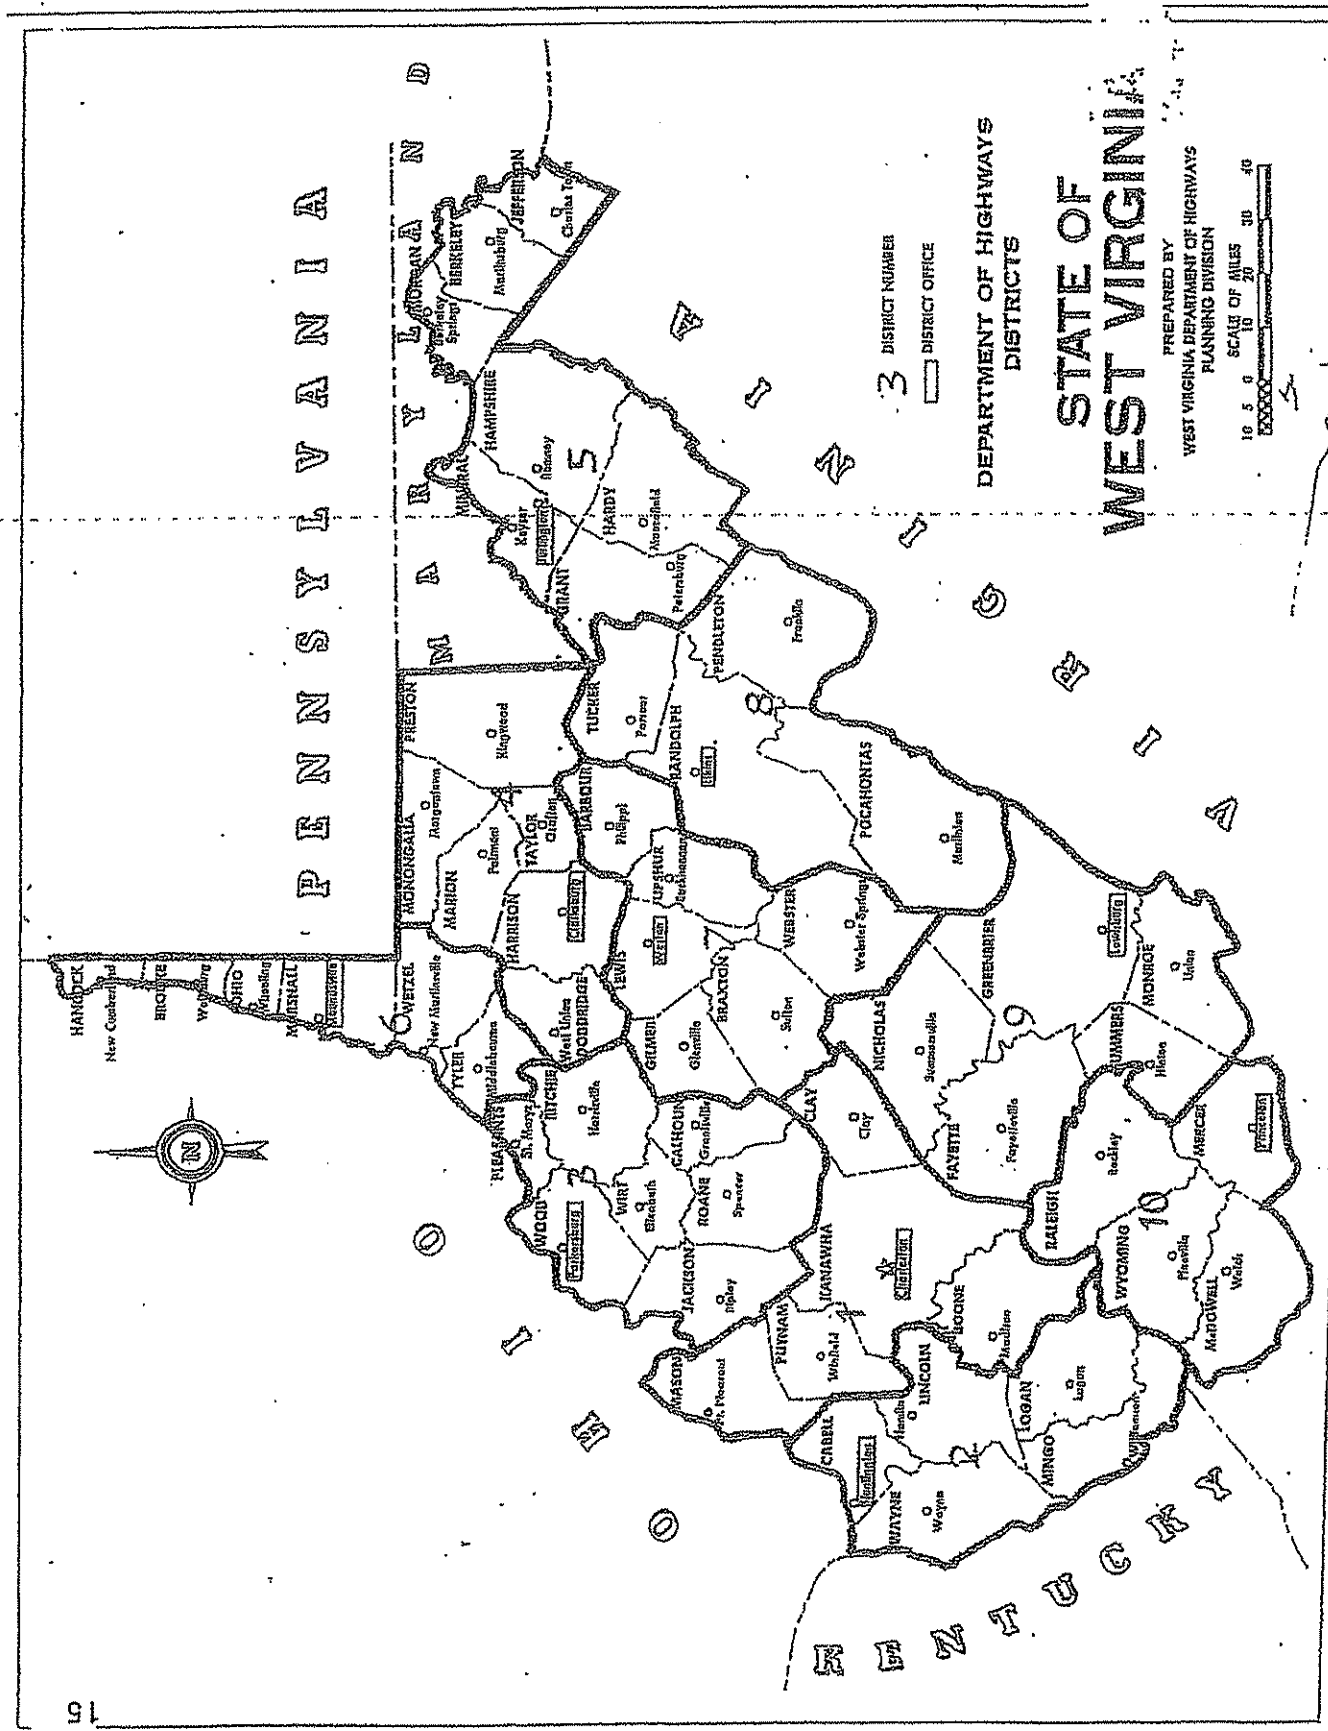 15
PENNSYLVANIA
MARYLAND
OHIO
KENTUCKY
VIRGINIA
N
HANCOCK
New Cumberland
BROOKE
OHIO
Wheeling
MARSHAL
6
WETZEL
New Martinsville
TYLER
Middlebourne
PLEASANTS
St. Marys
RITCHIE
Harrisville
WOOD
Parkersburg
3
WIRT
Elizabeth
CALHOUN
Grantsville
ROANE
Spencer
JACKSON
Ripley
MASON
Pt. Pleasant
PUTNAM
Winfield
1
KANAWHA
Charleston
CLAY
Clay
BOONE
Madison
CABELL
Huntington
LINCOLN
Hamlin
WAYNE
Wayne
2
LOGAN
Logan
MINGO
Williamson
MONONGALIA
Morgantown
PRESTON
Kingwood
MARION
4
TAYLOR
Grafton
HARRISON
Clarksburg
DODDRIDGE
West Union
BARBOUR
Philippi
LEWIS
Weston
UPSHUR
Buckhannon
GILMER
Glenville
7
BRAXTON
Sutton
WEBSTER
Webster Springs
TUCKER
Parsons
RANDOLPH
Elkins
PENDLETON
Franklin
8
POCAHONTAS
Marlinton
MINERAL
Keyser
HAMPSHIRE
Romney
5
HARDY
Moorefield
GRANT
Petersburg
MORGAN
Berkeley
Springs
BERKELEY
Martinsburg
JEFFERSON
Charles Town
NICHOLAS
Summersville
GREENBRIER
Lewisburg
9
FAYETTE
Fayetteville
SUMMERS
Hinton
MONROE
Union
RALEIGH
Beckley
MERCER
Princeton
10
WYOMING
Pineville
McDOWELL
Welch
3 DISTRICT NUMBER
DISTRICT OFFICE
DEPARTMENT OF HIGHWAYS
DISTRICTS
STATE OF
WEST VIRGINIA
PREPARED BY
WEST VIRGINIA DEPARTMENT OF HIGHWAYS
PLANNING DIVISION
SCALE OF MILES
10 5 0 10 20 30 40